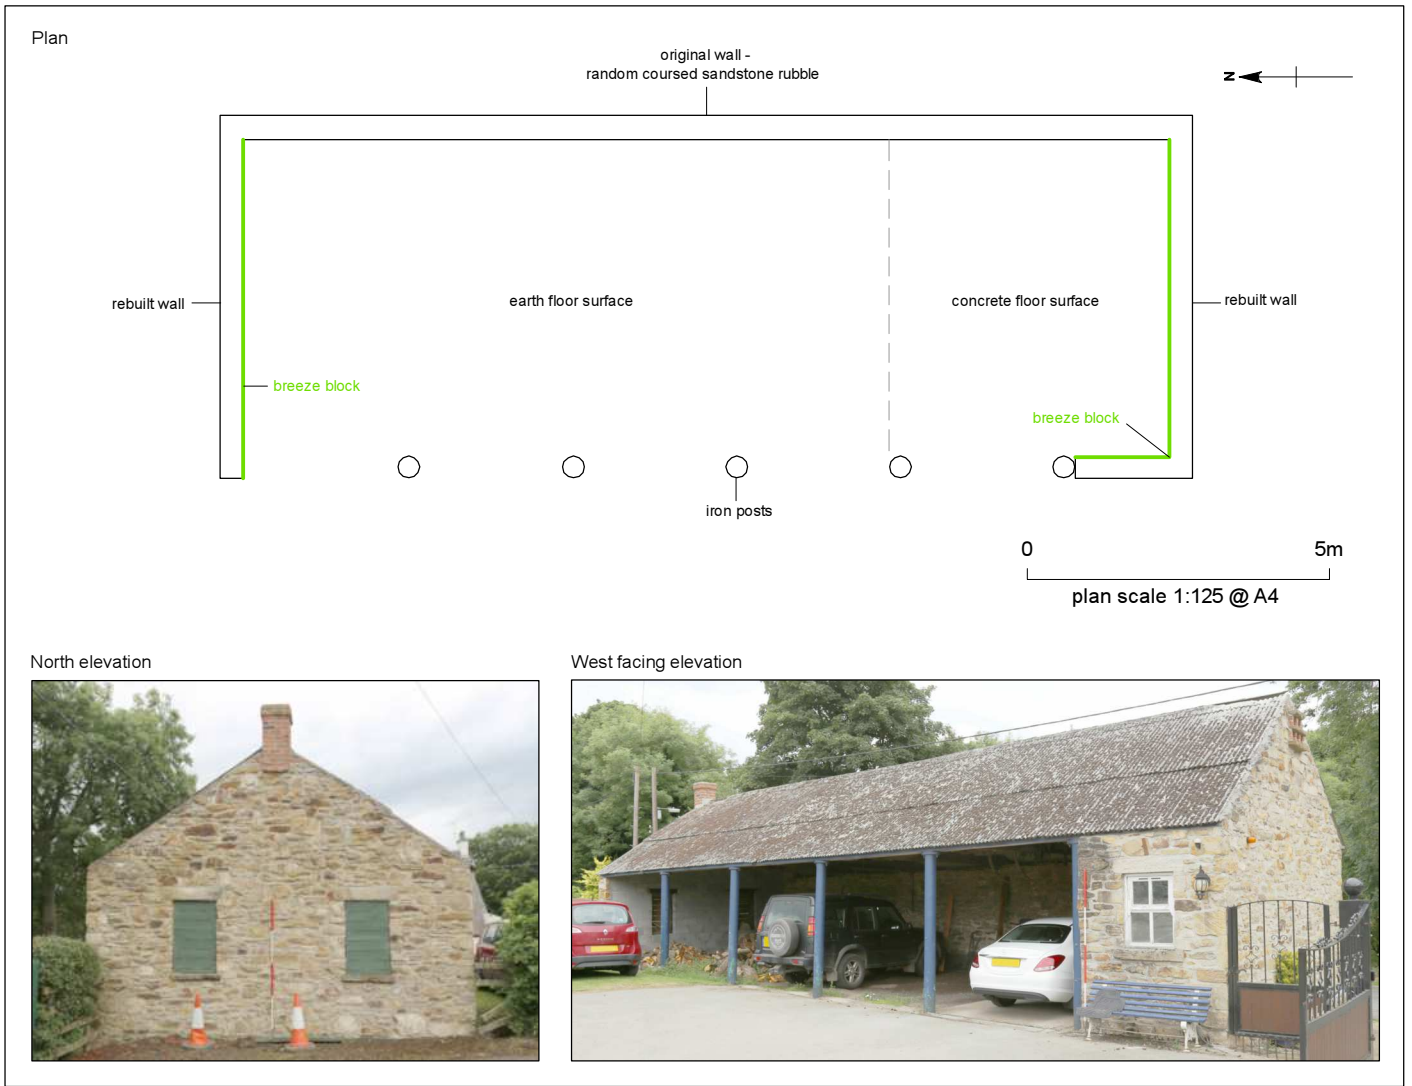 Plan
original wall -
random coursed sandstone rubble
N
rebuilt wall
earth floor surface
concrete floor surface
rebuilt wall
breeze block
breeze block
iron posts
0 5m
plan scale 1:125 @ A4
North elevation
West facing elevation